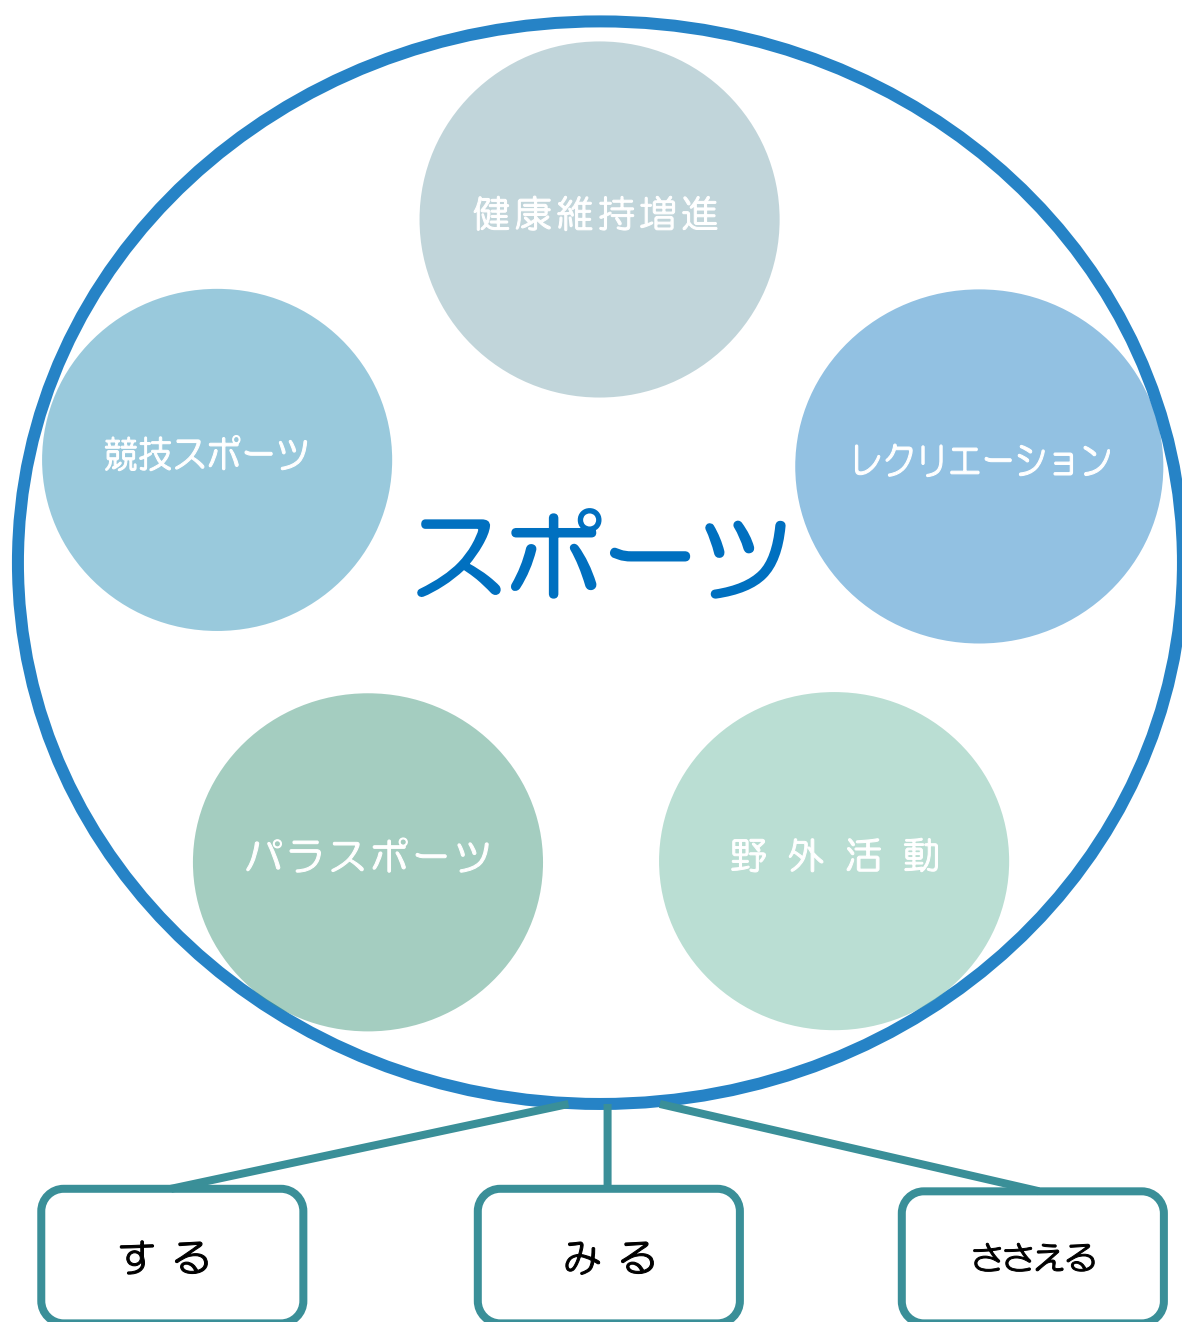 健康維持増進
競技スポーツ
レクリエーション
スポーツ
パラスポーツ
野外活動
する
みる
ささえる